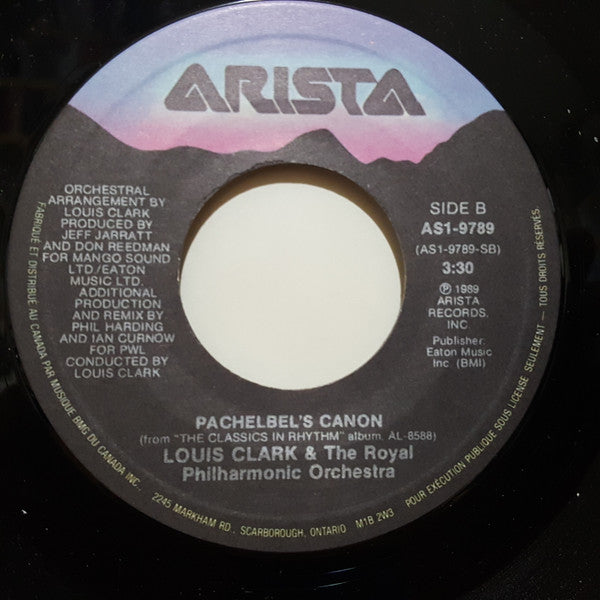 ARISTA
ORCHESTRAL
ARRANGEMENT BY
LOUIS CLARK
PRODUCED BY
JEFF JARRATT
AND DON REEDMAN
FOR MANGO SOUND
LTD/EATON
MUSIC LTD.
ADDITIONAL
PRODUCTION
AND REMIX BY
PHIL HARDING
AND IAN CURNOW
FOR PWL
CONDUCTED BY
LOUIS CLARK
SIDE B
AS1-9789
(AS1-9789-SB)
3:30
℗ 1989
ARISTA
RECORDS,
INC
Publisher:
Eaton Music
Inc (BMI)
PACHELBEL'S CANON
(from "THE CLASSICS IN RHYTHM" album, AL-8588)
LOUIS CLARK & The Royal
Philharmonic Orchestra
FABRIQUÉ ET DISTRIBUÉ AU CANADA PAR MUSIQUE BMG DU CANADA INC. 2245 MARKHAM RD., SCARBOROUGH, ONTARIO M1B 2W3 POUR EXÉCUTION PUBLIQUE SOUS LICENSE SEULEMENT — TOUS DROITS RÉSERVÉS